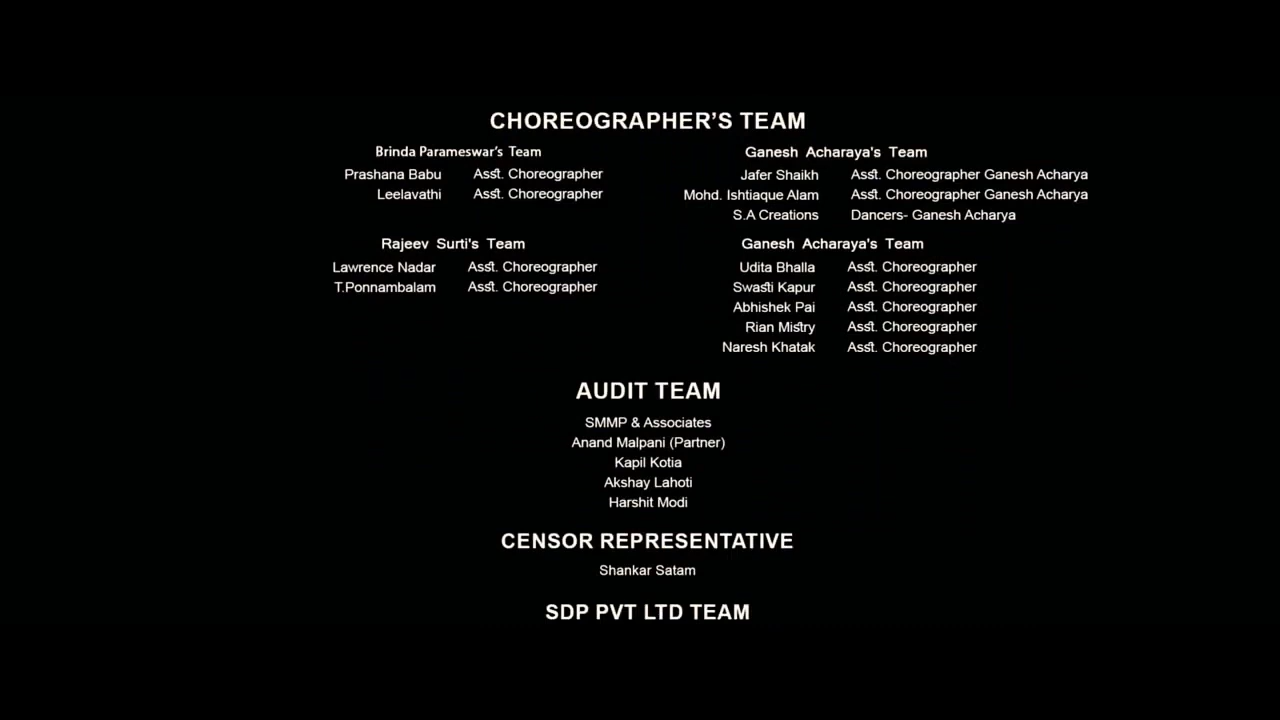 CHOREOGRAPHER'S TEAM
Brinda Parameswar's Team
Prashana Babu Asst. Choreographer
Leelavathi Asst. Choreographer
Ganesh Acharaya's Team
Jafer Shaikh Asst. Choreographer Ganesh Acharya
Mohd. Ishtiaque Alam Asst. Choreographer Ganesh Acharya
S.A Creations Dancers- Ganesh Acharya
Rajeev Surti's Team
Lawrence Nadar Asst. Choreographer
T.Ponnambalam Asst. Choreographer
Ganesh Acharaya's Team
Udita Bhalla Asst. Choreographer
Swasti Kapur Asst. Choreographer
Abhishek Pai Asst. Choreographer
Rian Mistry Asst. Choreographer
Naresh Khatak Asst. Choreographer
AUDIT TEAM
SMMP & Associates
Anand Malpani (Partner)
Kapil Kotia
Akshay Lahoti
Harshit Modi
CENSOR REPRESENTATIVE
Shankar Satam
SDP PVT LTD TEAM